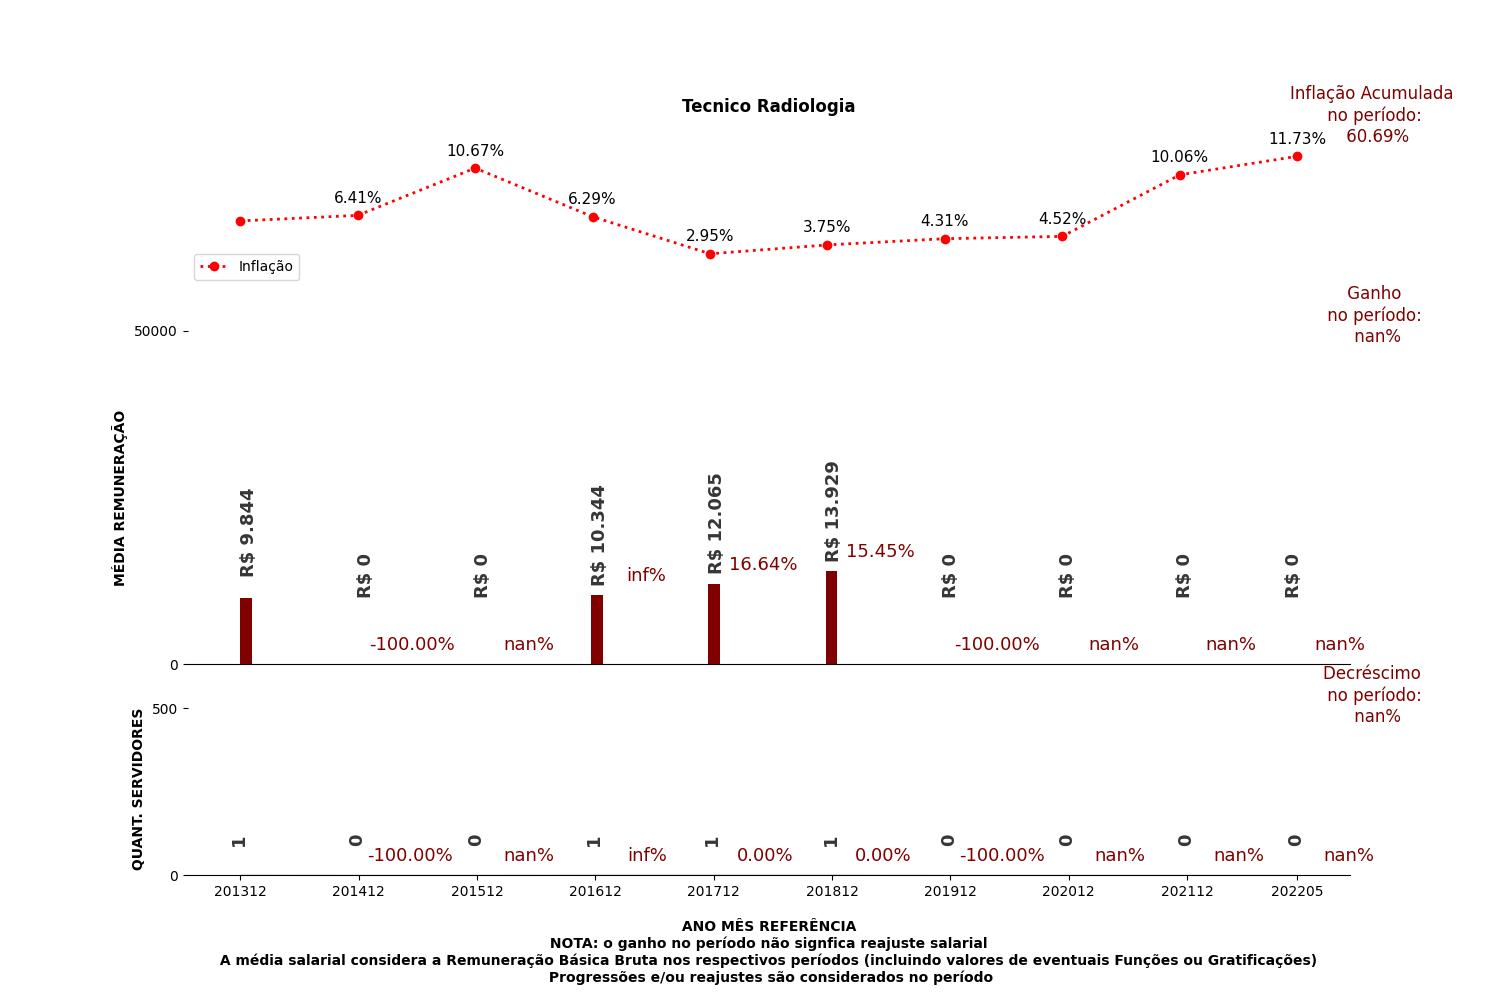 Tecnico Radiologia
Inflação Acumulada
no período:
60.69%
6.41%
10.67%
6.29%
2.95%
3.75%
4.31%
4.52%
10.06%
11.73%
Inflação
Ganho
no período:
nan%
50000
0
MÉDIA REMUNERAÇÃO
R$ 9.844
R$ 0
R$ 0
R$ 10.344
R$ 12.065
R$ 13.929
R$ 0
R$ 0
R$ 0
R$ 0
-100.00%
nan%
inf%
16.64%
15.45%
-100.00%
nan%
nan%
nan%
Decréscimo
no período:
nan%
500
0
QUANT. SERVIDORES
1
0
0
1
1
1
0
0
0
0
-100.00%
nan%
inf%
0.00%
0.00%
-100.00%
nan%
nan%
nan%
201312
201412
201512
201612
201712
201812
201912
202012
202112
202205
ANO MÊS REFERÊNCIA
NOTA: o ganho no período não signfica reajuste salarial
A média salarial considera a Remuneração Básica Bruta nos respectivos períodos (incluindo valores de eventuais Funções ou Gratificações)
Progressões e/ou reajustes são considerados no período